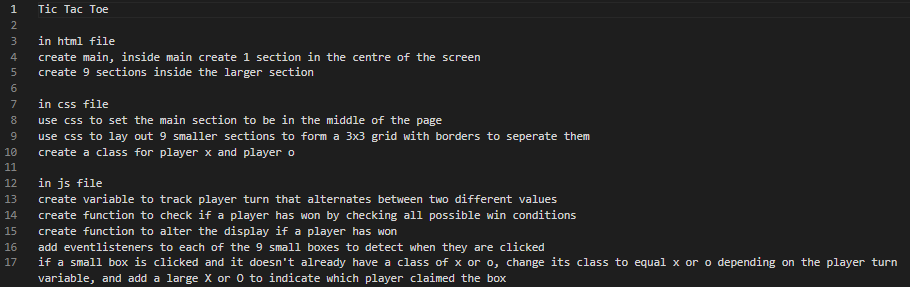 1 Tic Tac Toe
2
3 in html file
4 create main, inside main create 1 section in the centre of the screen
5 create 9 sections inside the larger section
6
7 in css file
8 use css to set the main section to be in the middle of the page
9 use css to lay out 9 smaller sections to form a 3x3 grid with borders to seperate them
10 create a class for player x and player o
11
12 in js file
13 create variable to track player turn that alternates between two different values
14 create function to check if a player has won by checking all possible win conditions
15 create function to alter the display if a player has won
16 add eventlisteners to each of the 9 small boxes to detect when they are clicked
17 if a small box is clicked and it doesn't already have a class of x or o, change its class to equal x or o depending on the player turn
variable, and add a large X or O to indicate which player claimed the box